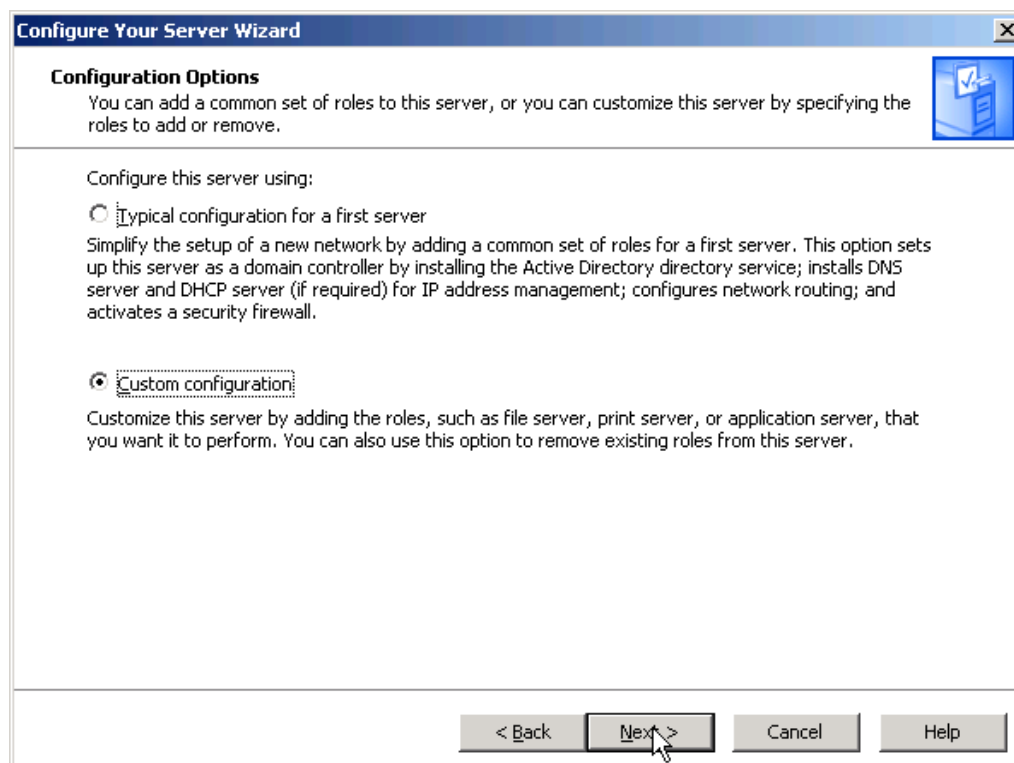 Configure Your Server Wizard
Configuration Options
You can add a common set of roles to this server, or you can customize this server by specifying the
roles to add or remove.
Configure this server using:
Typical configuration for a first server
Simplify the setup of a new network by adding a common set of roles for a first server. This option sets
up this server as a domain controller by installing the Active Directory directory service; installs DNS
server and DHCP server (if required) for IP address management; configures network routing; and
activates a security firewall.
Custom configuration
Customize this server by adding the roles, such as file server, print server, or application server, that
you want it to perform. You can also use this option to remove existing roles from this server.
< Back Next > Cancel Help